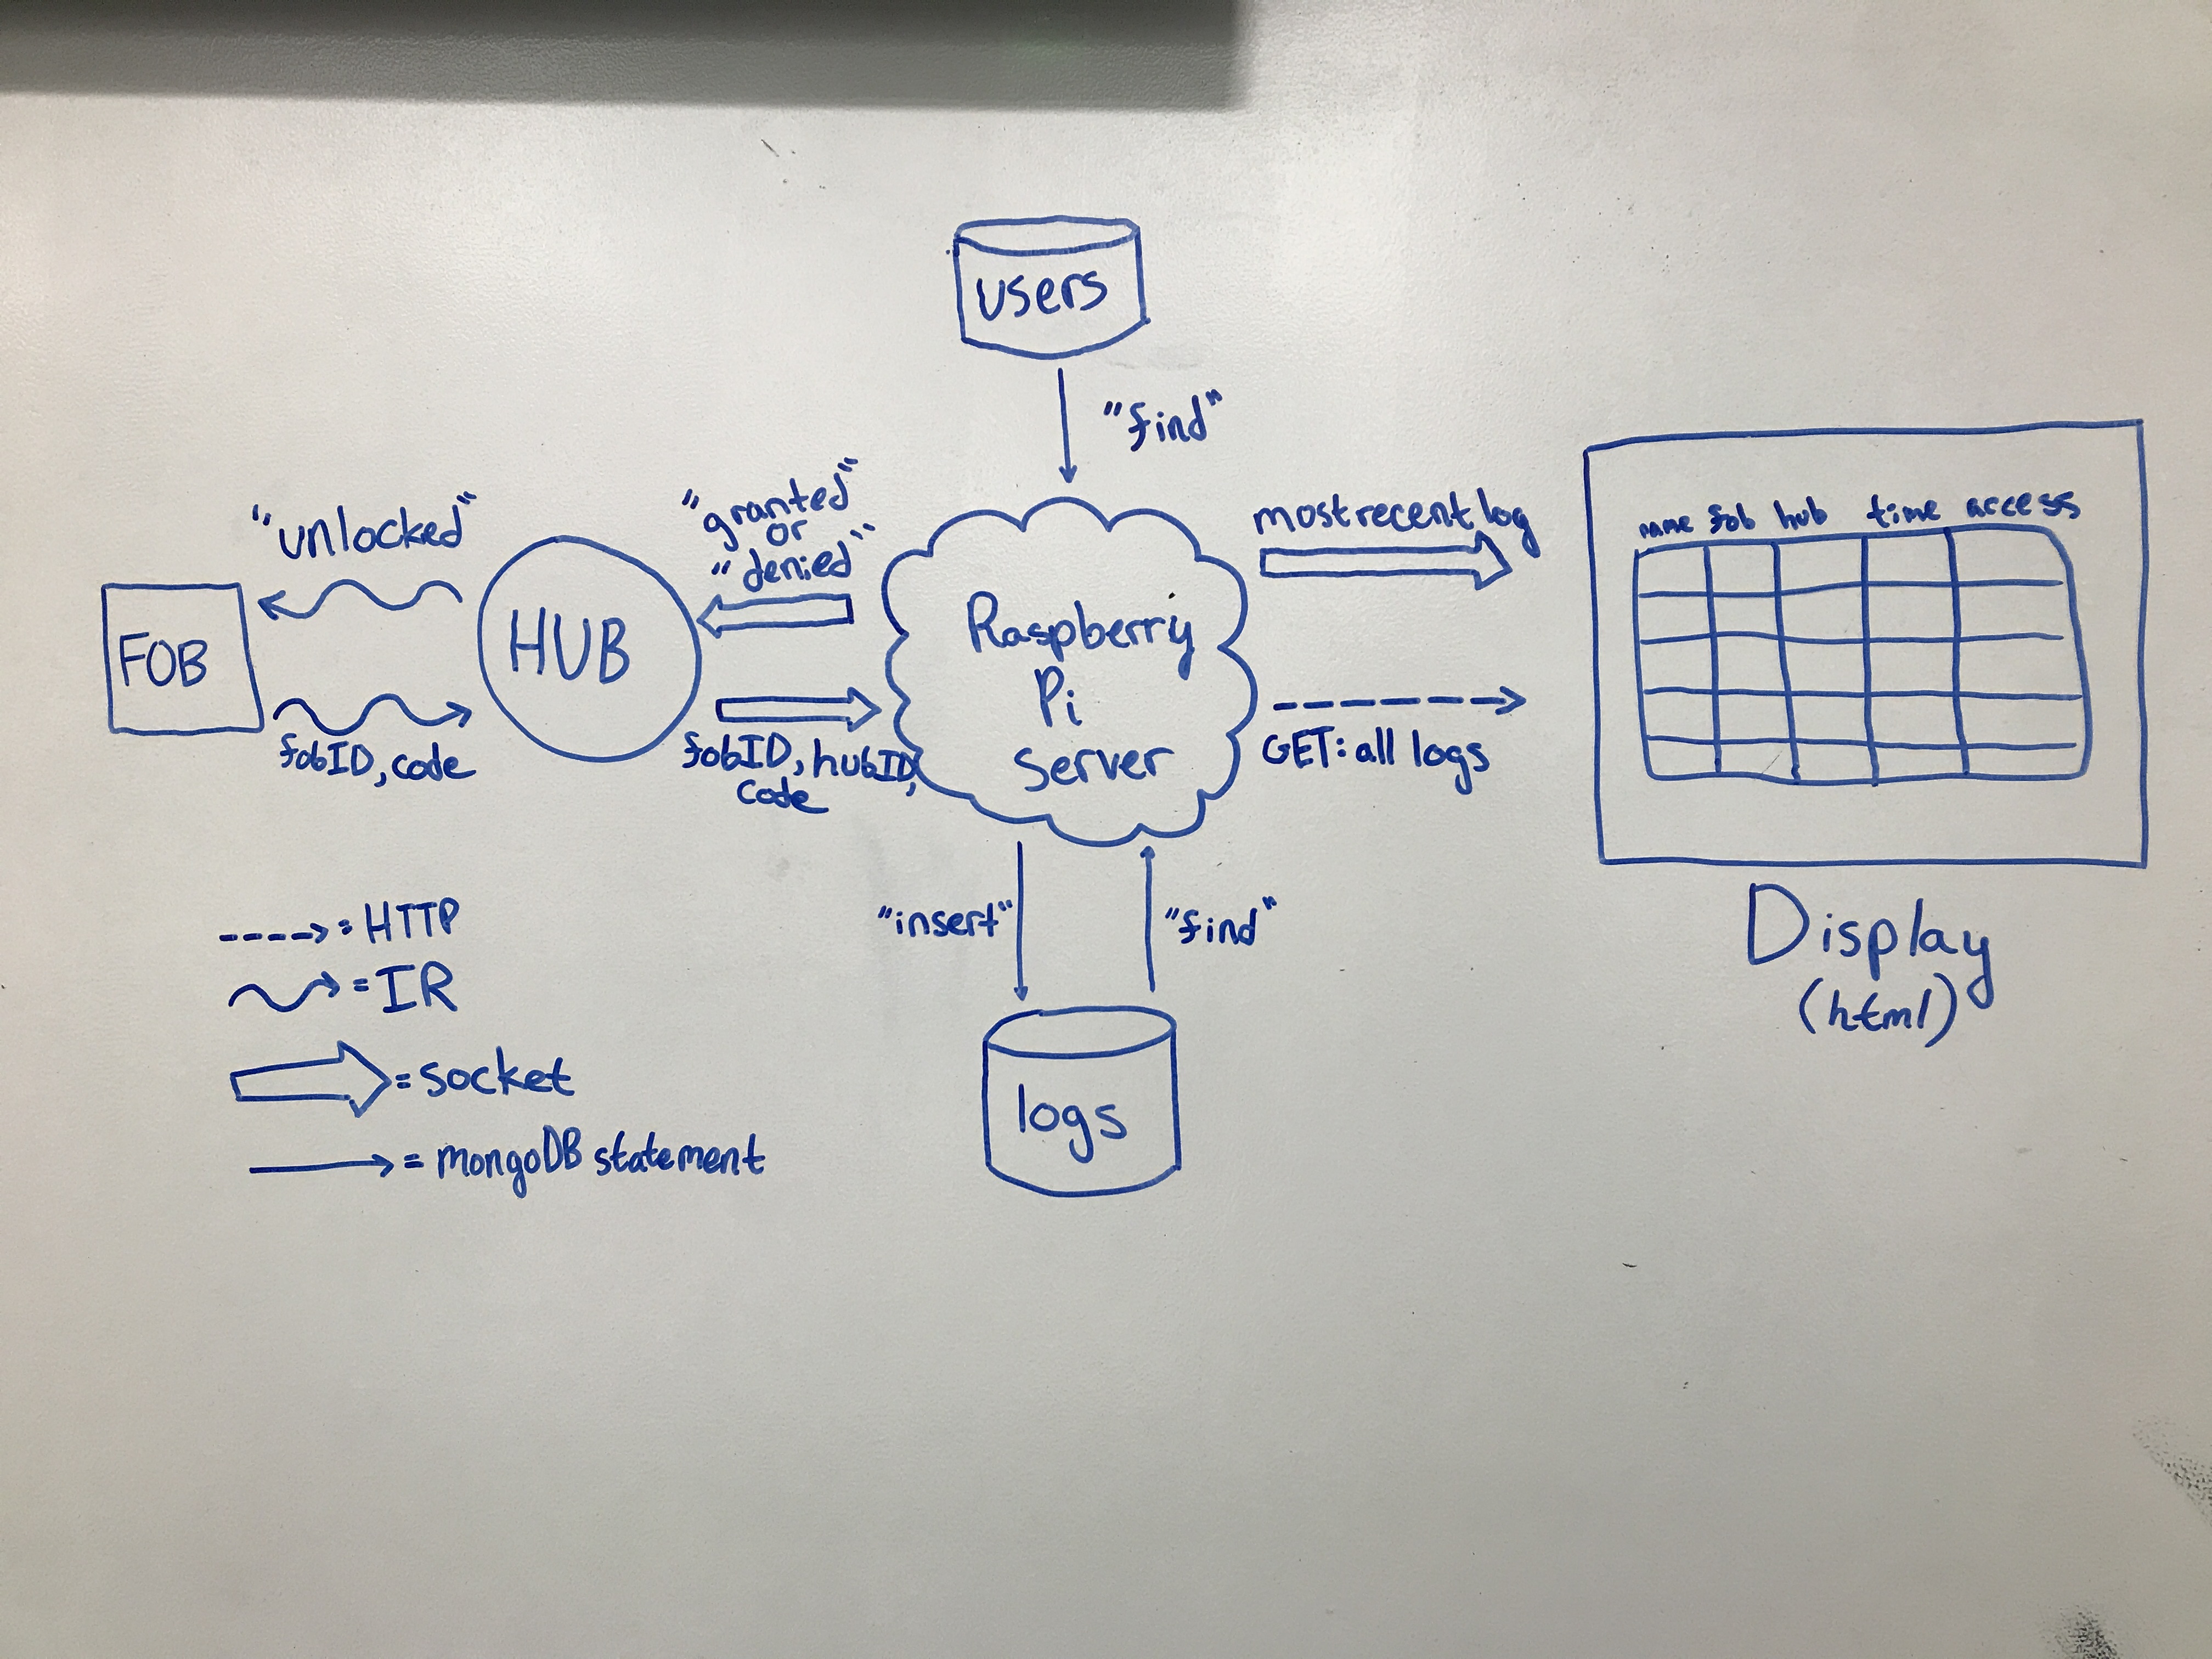 users
"find"
"unlocked"
"granted"
or
"denied"
most recent log
name fob hub time access
FOB
HUB
Raspberry
Pi
Server
fobID, code
fobID, hubID,
code
GET: all logs
"insert"
"find"
Display
(html)
logs
= HTTP
= IR
= socket
= mongoDB statement